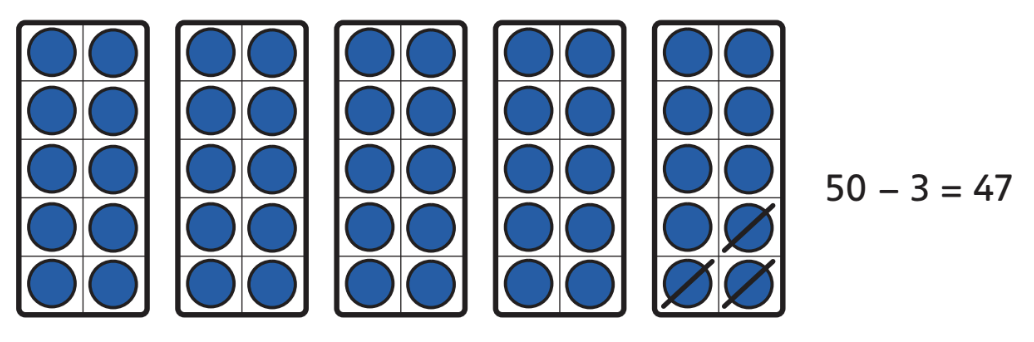 50 – 3 = 47